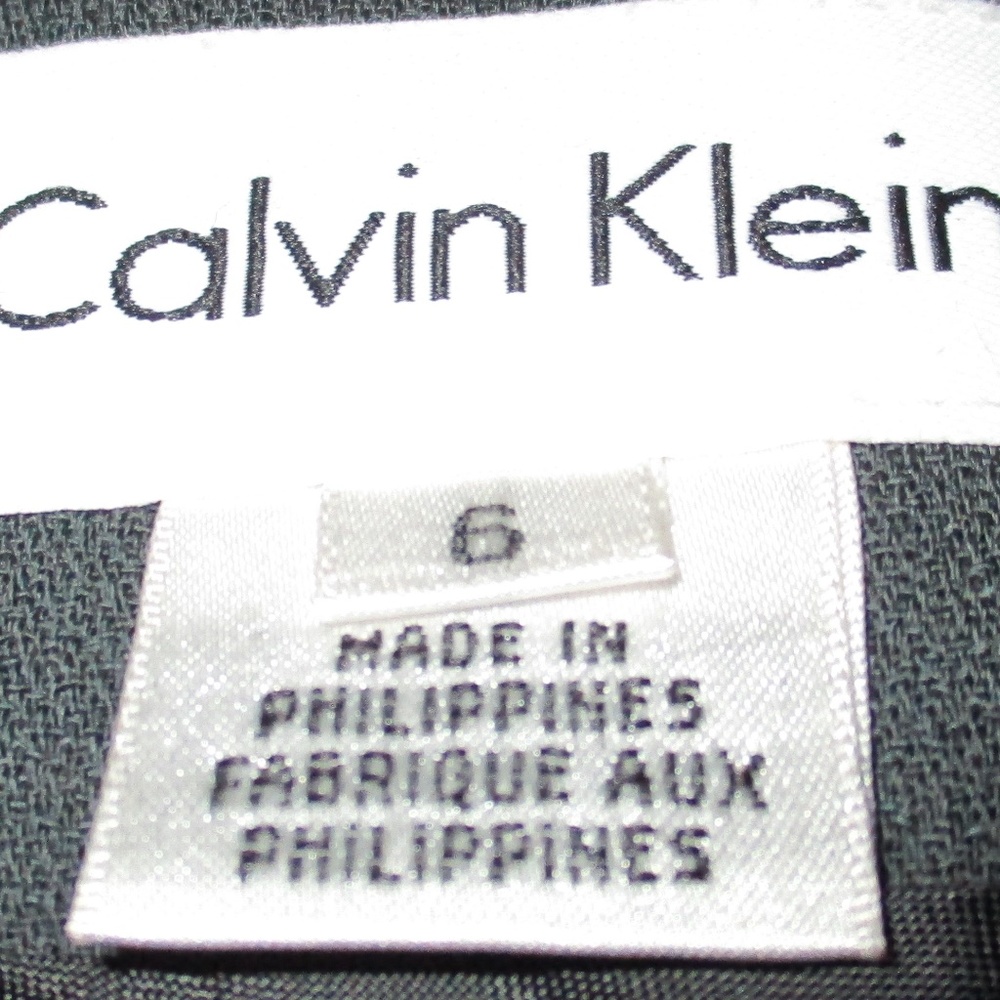 Calvin Klein
6
MADE IN
PHILIPPINES
FABRIQUE AUX
PHILIPPINES